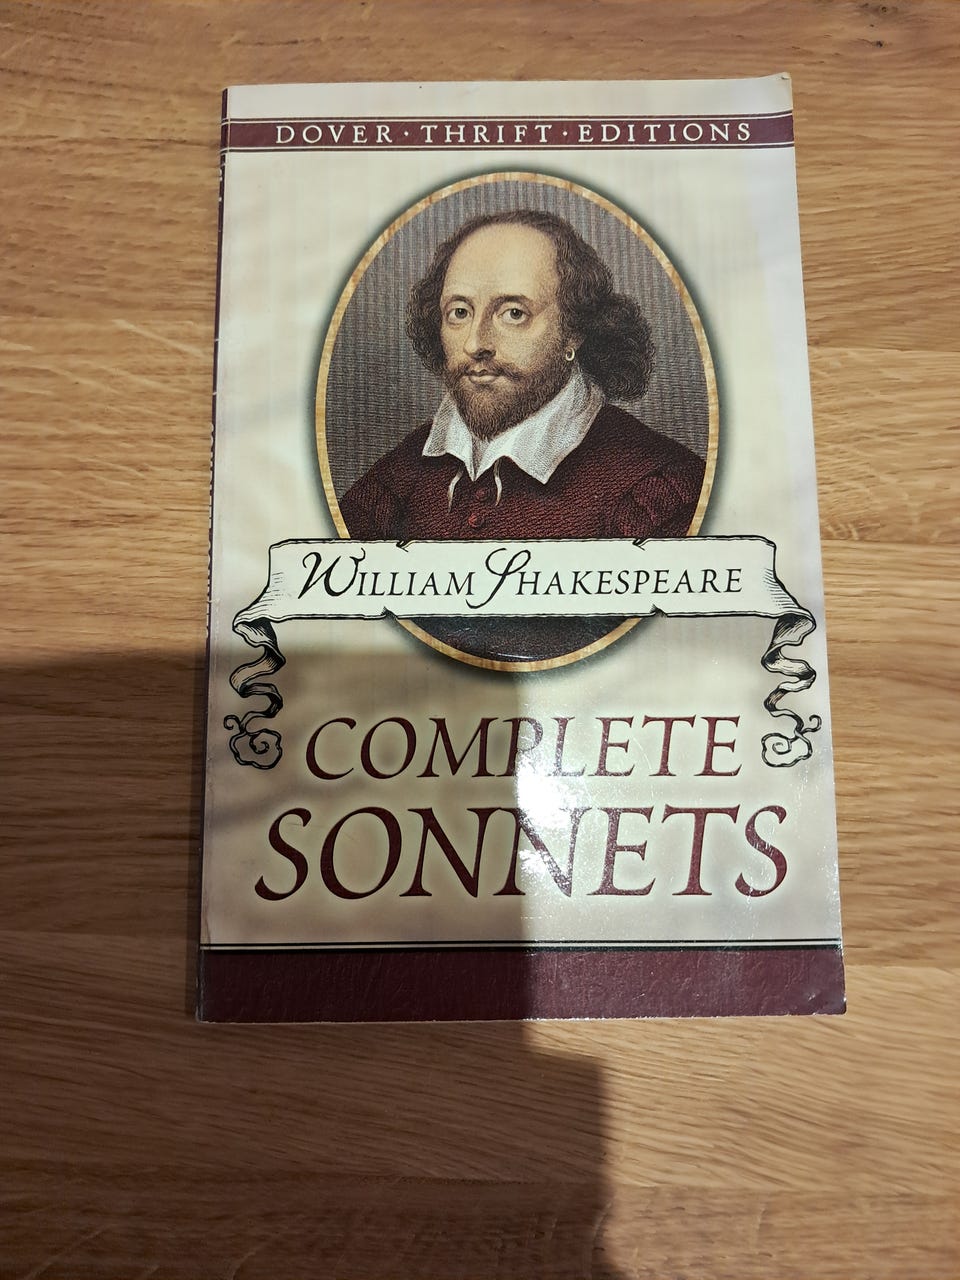 DOVER · THRIFT · EDITIONS
WILLIAM SHAKESPEARE
COMPLETE
SONNETS